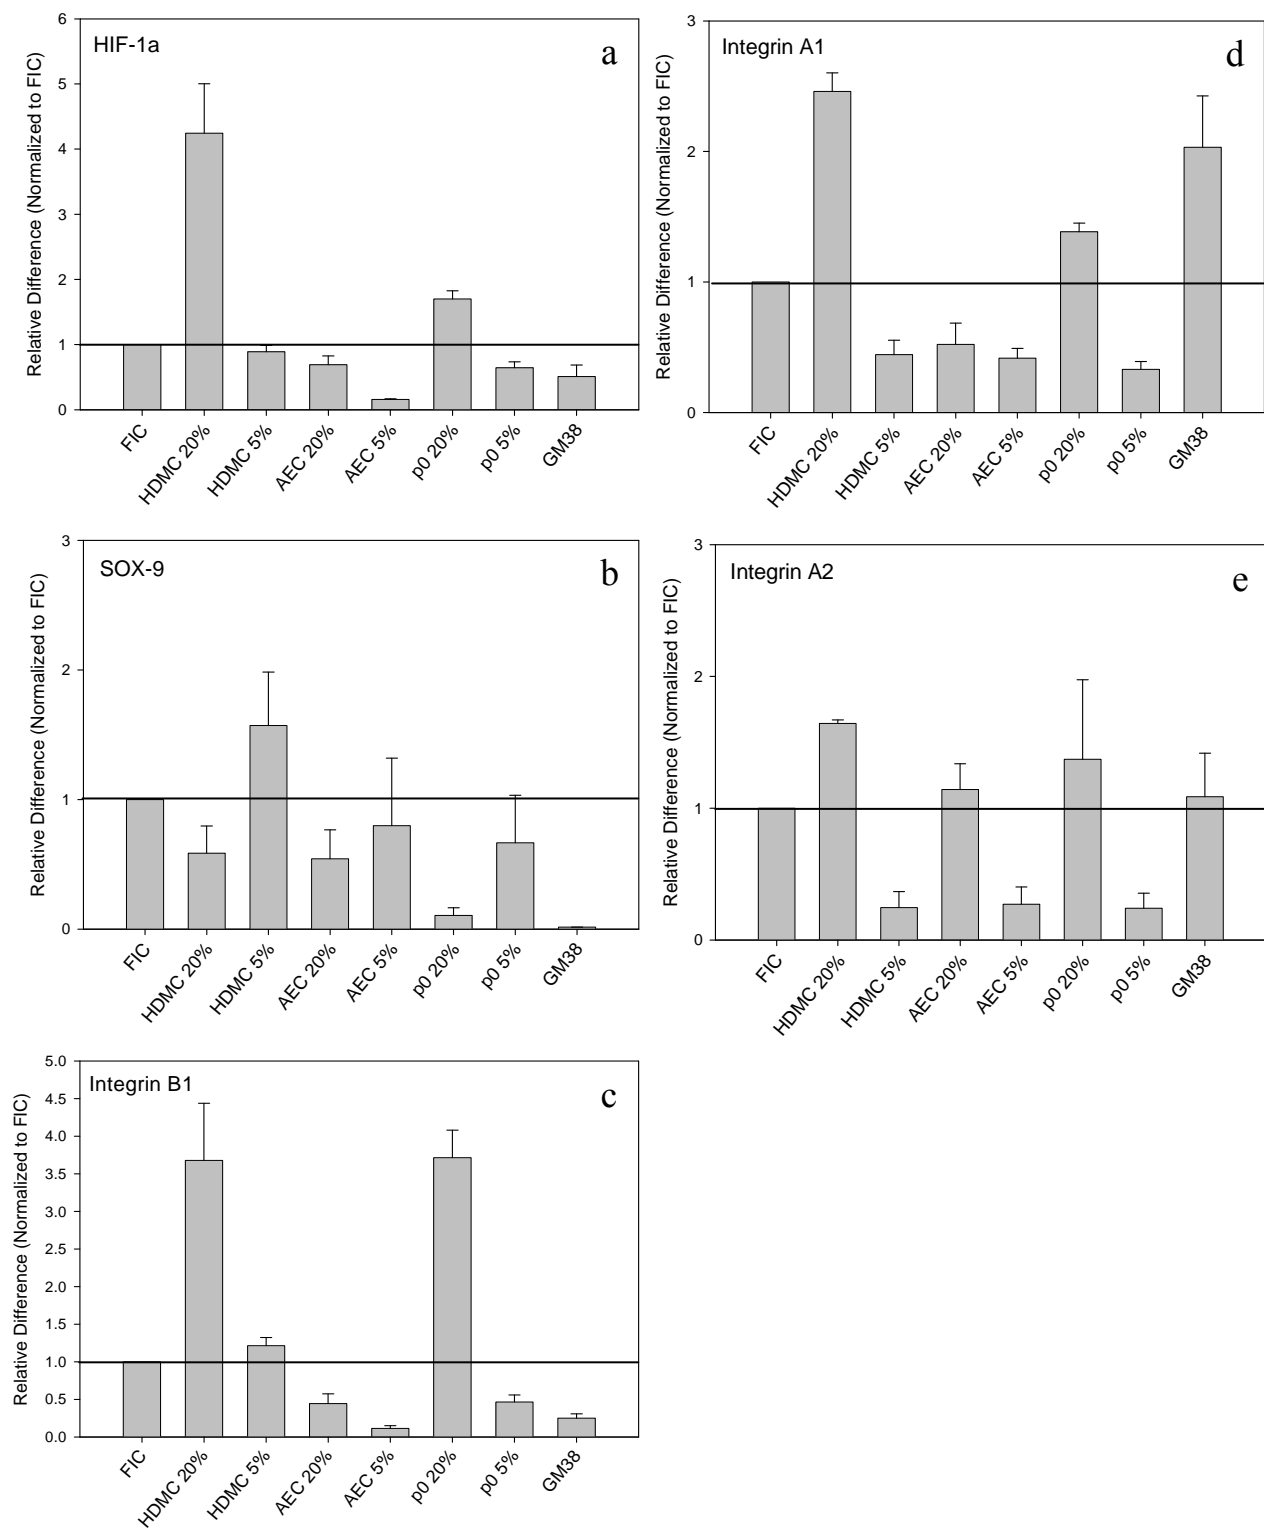 HIF-1a
a
Relative Difference (Normalized to FIC)
6
5
4
3
2
1
0
FIC
HDMC 20%
HDMC 5%
AEC 20%
AEC 5%
p0 20%
p0 5%
GM38
SOX-9
b
Relative Difference (Normalized to FIC)
3
2
1
0
FIC
HDMC 20%
HDMC 5%
AEC 20%
AEC 5%
p0 20%
p0 5%
GM38
Integrin B1
c
Relative Difference (Normalized to FIC)
5.0
4.5
4.0
3.5
3.0
2.5
2.0
1.5
1.0
0.5
0.0
FIC
HDMC 20%
HDMC 5%
AEC 20%
AEC 5%
p0 20%
p0 5%
GM38
Integrin A1
d
Relative Difference (Normalized to FIC)
3
2
1
0
FIC
HDMC 20%
HDMC 5%
AEC 20%
AEC 5%
p0 20%
p0 5%
GM38
Integrin A2
e
Relative Difference (Normalized to FIC)
3
2
1
0
FIC
HDMC 20%
HDMC 5%
AEC 20%
AEC 5%
p0 20%
p0 5%
GM38